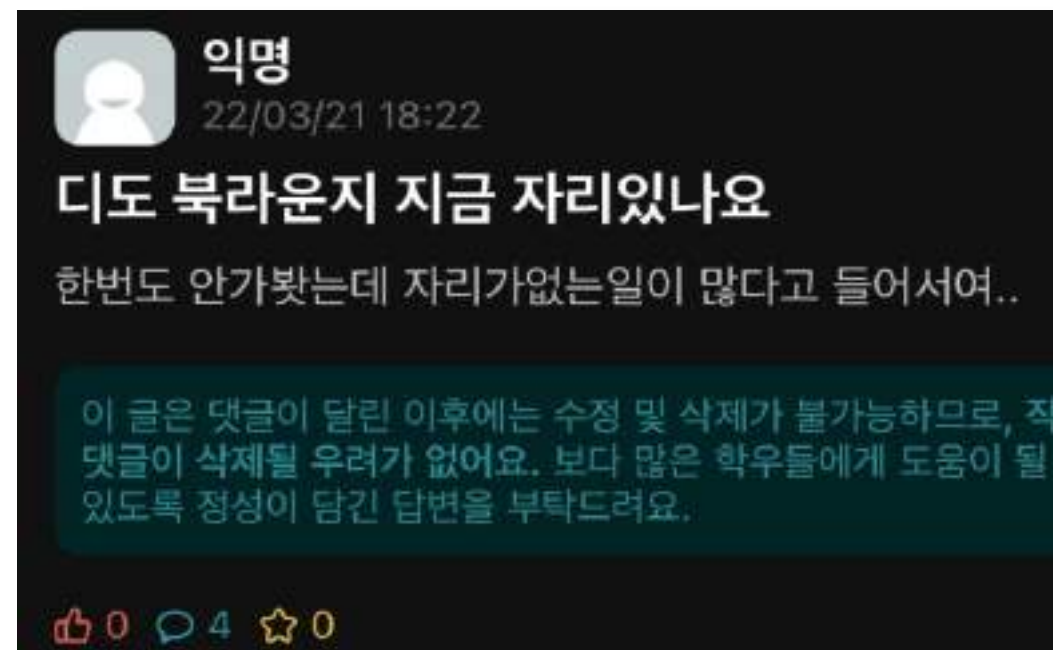 익명
22/03/21 18:22
디도 북라운지 지금 자리있나요
한번도 안가봣는데 자리가없는일이 많다고 들어서여..
이 글은 댓글이 달린 이후에는 수정 및 삭제가 불가능하므로, 작
댓글이 삭제될 우려가 없어요. 보다 많은 학우들에게 도움이 될
있도록 정성이 담긴 답변을 부탁드려요.
0 4 0